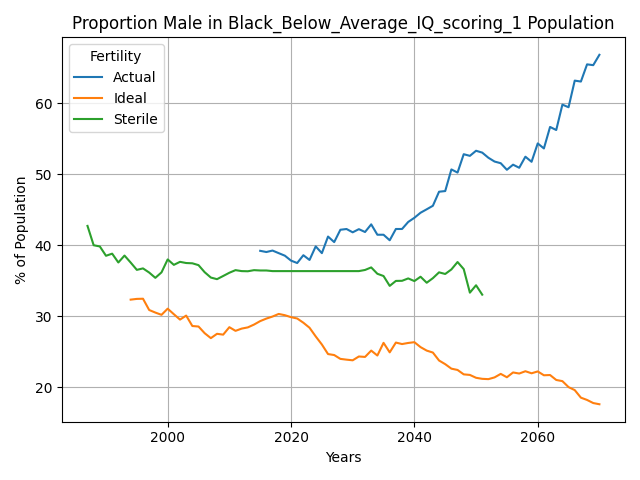 Proportion Male in Black_Below_Average_IQ_scoring_1 Population
Fertility
Actual
Ideal
Sterile
% of Population
60
50
40
30
20
2000
2020
2040
2060
Years